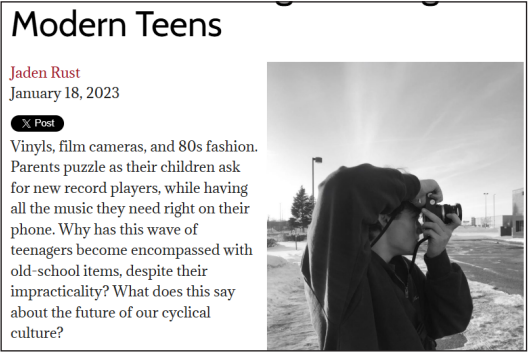 Modern Teens
Jaden Rust
January 18, 2023
X Post
Vinyls, film cameras, and 80s fashion.
Parents puzzle as their children ask
for new record players, while having
all the music they need right on their
phone. Why has this wave of
teenagers become encompassed with
old-school items, despite their
impracticality? What does this say
about the future of our cyclical
culture?